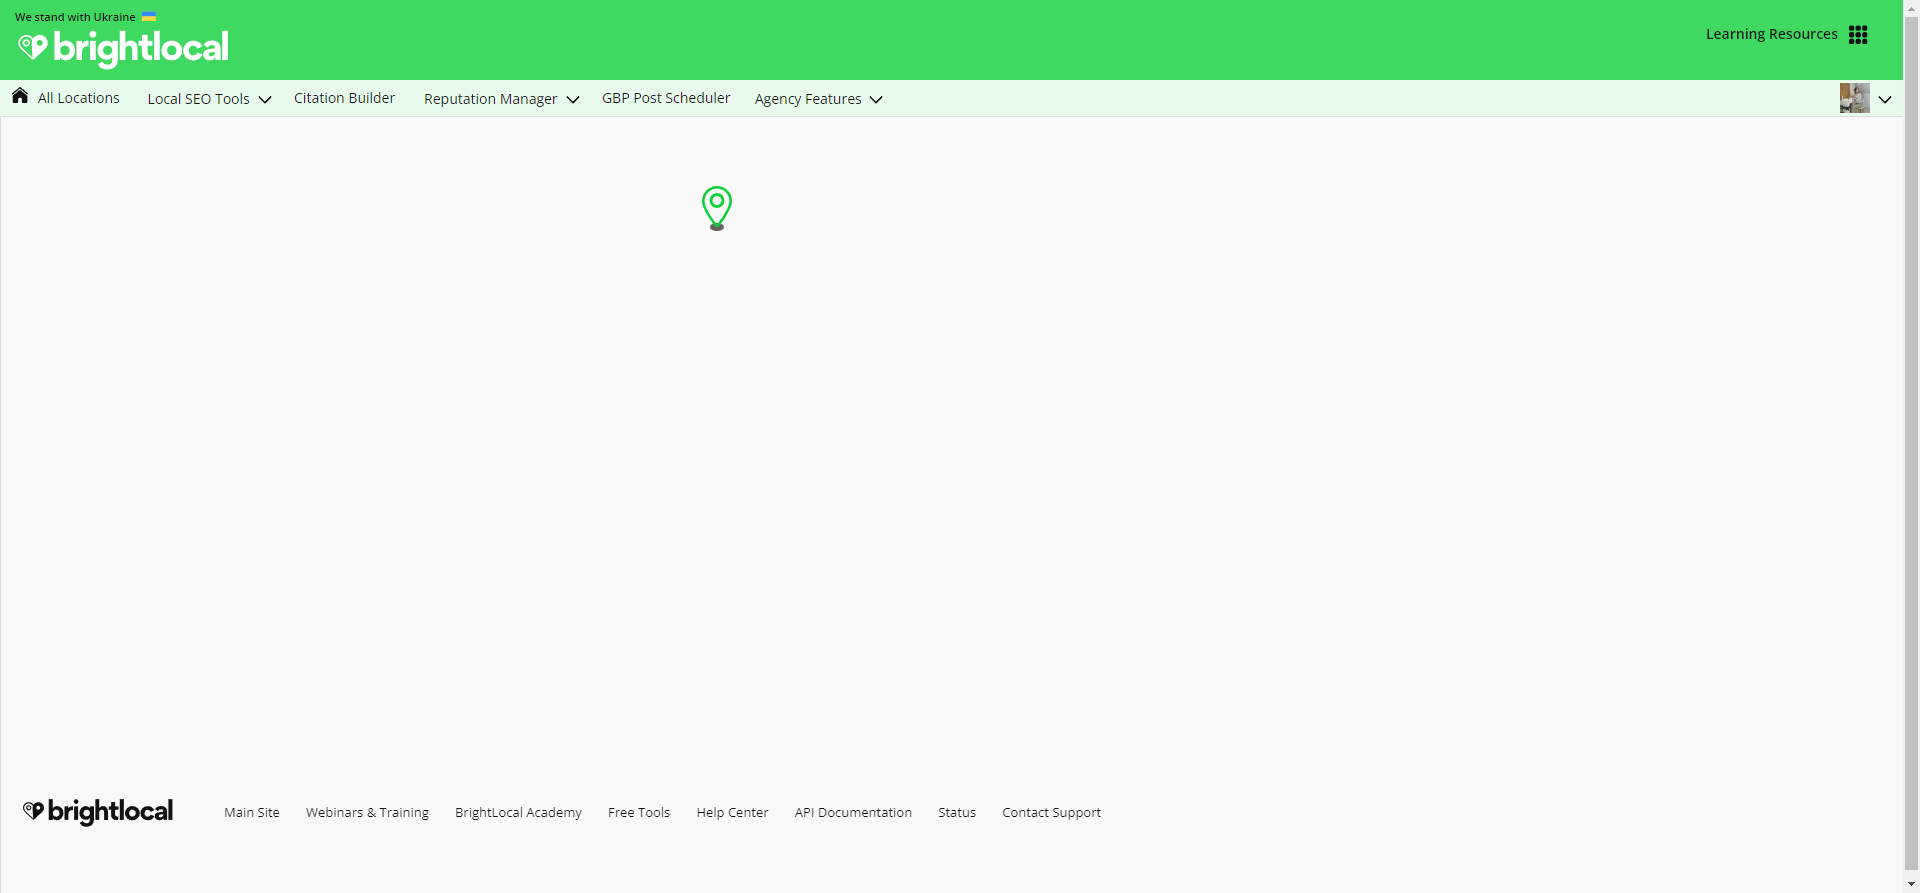 We stand with Ukraine
brightlocal
Learning Resources
All Locations
Local SEO Tools
Citation Builder
Reputation Manager
GBP Post Scheduler
Agency Features
brightlocal
Main Site
Webinars & Training
BrightLocal Academy
Free Tools
Help Center
API Documentation
Status
Contact Support